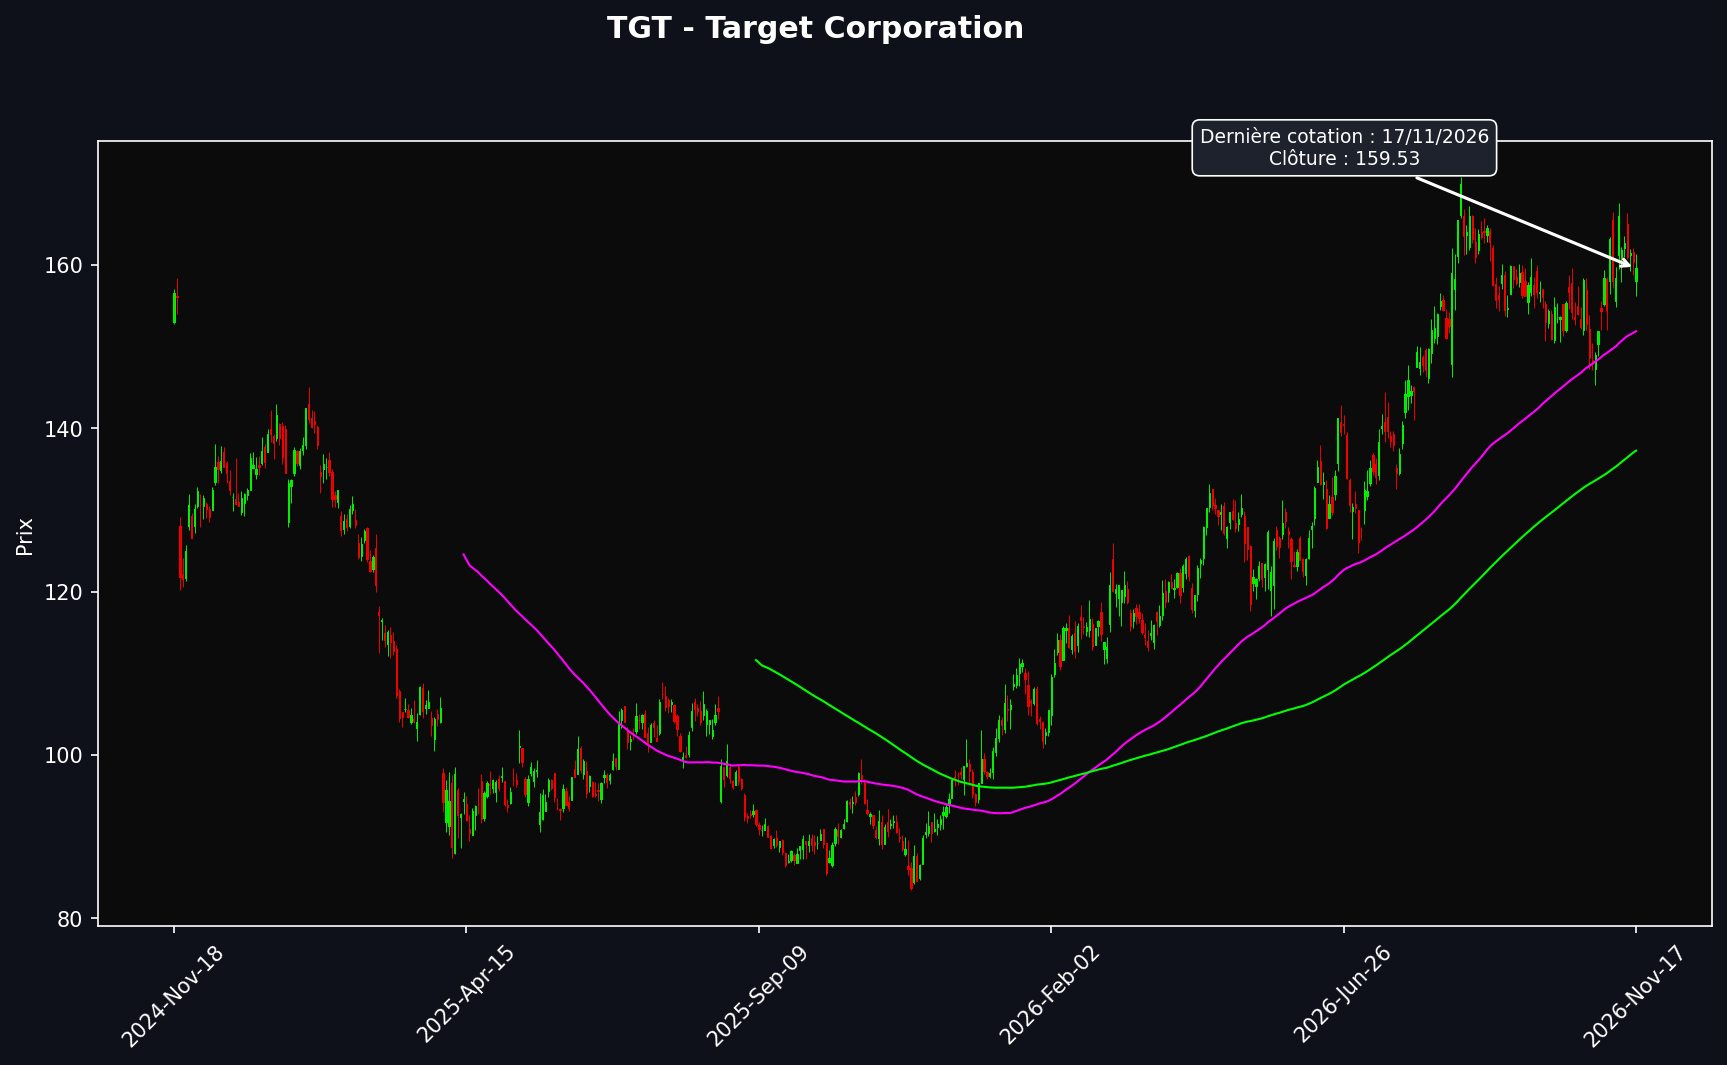 TGT - Target Corporation
Dernière cotation : 17/11/2026
Clôture : 159.53
Prix
160
140
120
100
80
2024-Nov-18
2025-Apr-15
2025-Sep-09
2026-Feb-02
2026-Jun-26
2026-Nov-17